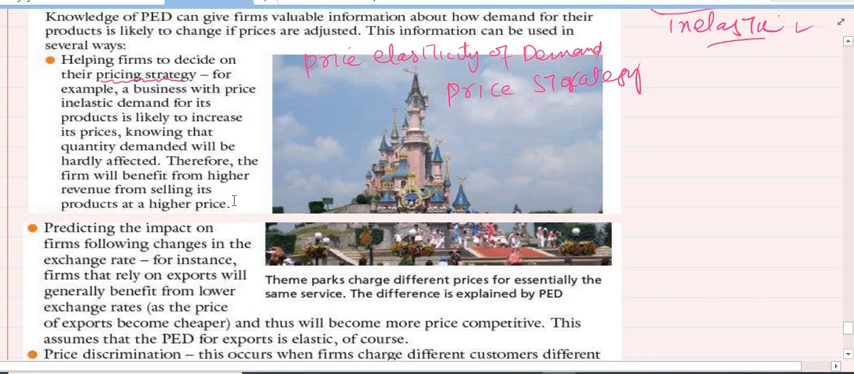 Knowledge of PED can give firms valuable information about how demand for their
products is likely to change if prices are adjusted. This information can be used in
several ways:
inelastic
Price elasticity of Demand
Price Strategy
● Helping firms to decide on
their pricing strategy – for
example, a business with price
inelastic demand for its
products is likely to increase
its prices, knowing that
quantity demanded will be
hardly affected. Therefore, the
firm will benefit from higher
revenue from selling its
products at a higher price.
● Predicting the impact on
firms following changes in the
exchange rate – for instance,
firms that rely on exports will
generally benefit from lower
exchange rates (as the price
of exports become cheaper) and thus will become more price competitive. This
assumes that the PED for exports is elastic, of course.
Theme parks charge different prices for essentially the
same service. The difference is explained by PED
● Price discrimination – this occurs when firms charge different customers different